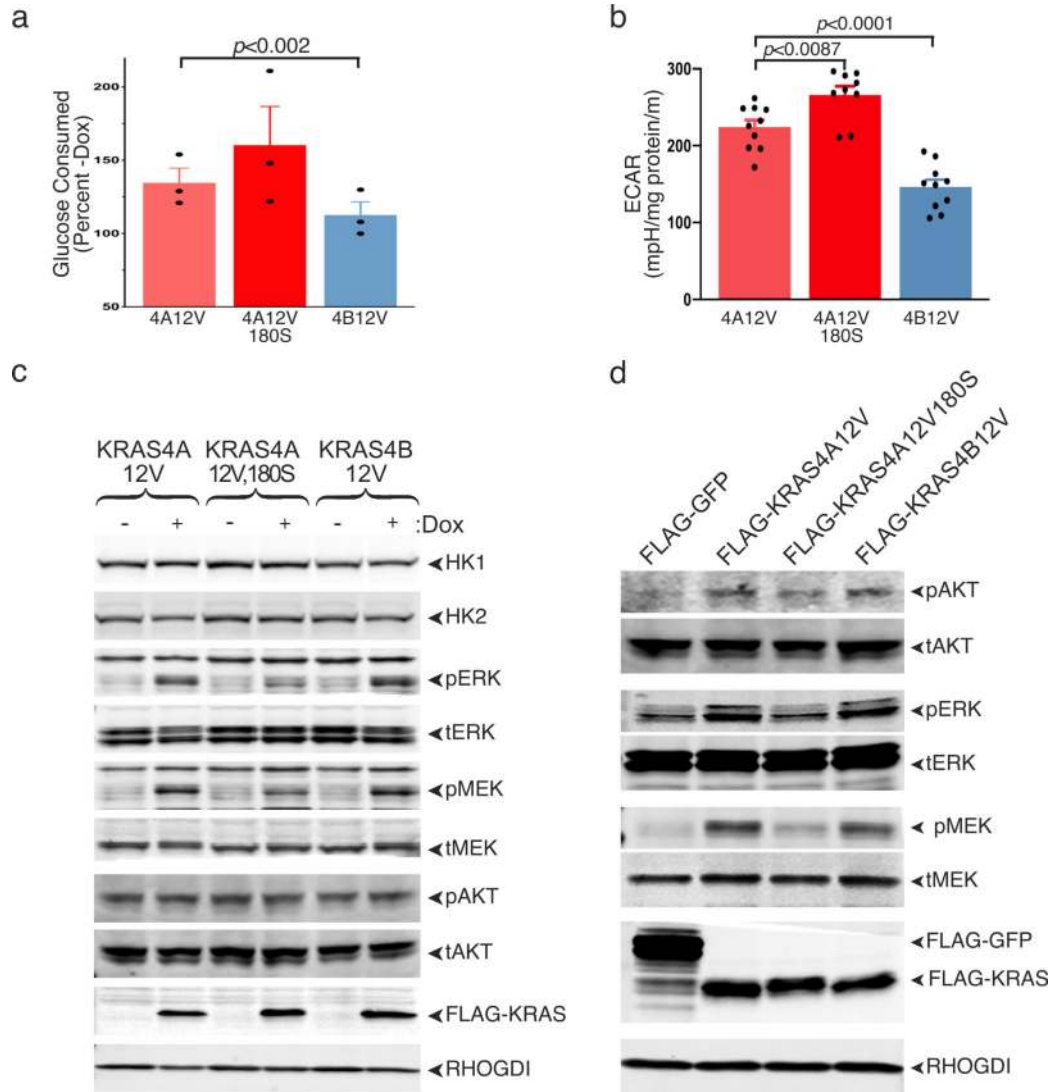 a
p<0.002
Glucose Consumed
(Percent -Dox)
200
150
100
50
4A12V
4A12V
180S
4B12V
b
p<0.0001
p<0.0087
ECAR
(mpH/mg protein/m)
300
200
100
0
4A12V
4A12V
180S
4B12V
c
KRAS4A
12V
KRAS4A
12V,180S
KRAS4B
12V
- + - + - + :Dox
HK1
HK2
pERK
tERK
pMEK
tMEK
pAKT
tAKT
FLAG-KRAS
RHOGDI
d
FLAG-GFP
FLAG-KRAS4A12V
FLAG-KRAS4A12V180S
FLAG-KRAS4B12V
pAKT
tAKT
pERK
tERK
pMEK
tMEK
FLAG-GFP
FLAG-KRAS
RHOGDI